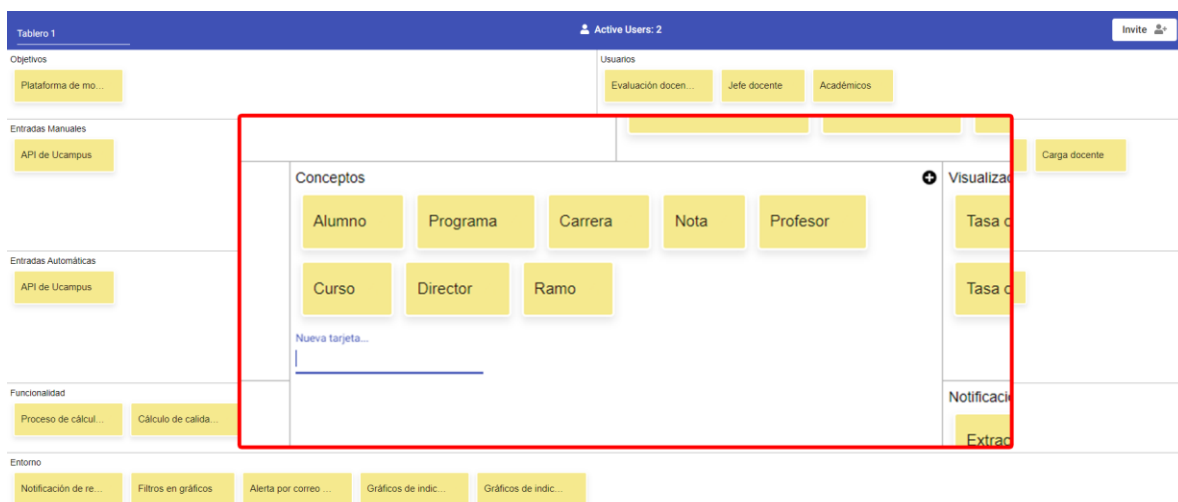 Tablero 1
Active Users: 2
Invite
Objetivos
Plataforma de mo...
Usuarios
Evaluación docen...
Jefe docente
Académicos
Entradas Manuales
API de Ucampus
Carga docente
Conceptos
Alumno
Programa
Carrera
Nota
Profesor
Curso
Director
Ramo
Nueva tarjeta...
Visualizac
Tasa
Tasa
Entradas Automáticas
API de Ucampus
Notificaci
Extrac
Funcionalidad
Proceso de cálcul...
Cálculo de calida...
Entorno
Notificación de re...
Filtros en gráficos
Alerta por correo ...
Gráficos de indic...
Gráficos de indic...